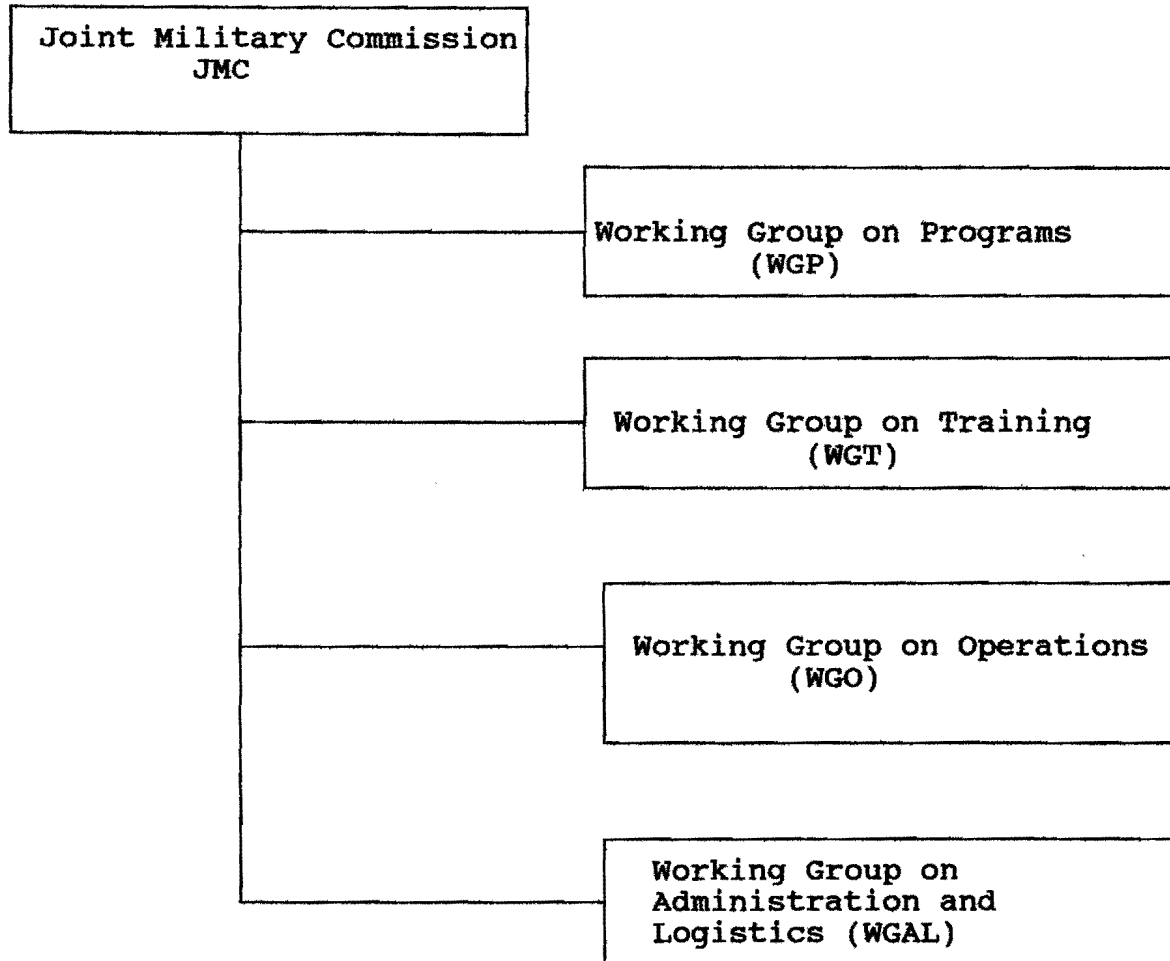 Joint Military Commission
JMC
Working Group on Programs
(WGP)
Working Group on Training
(WGT)
Working Group on Operations
(WGO)
Working Group on
Administration and
Logistics (WGAL)